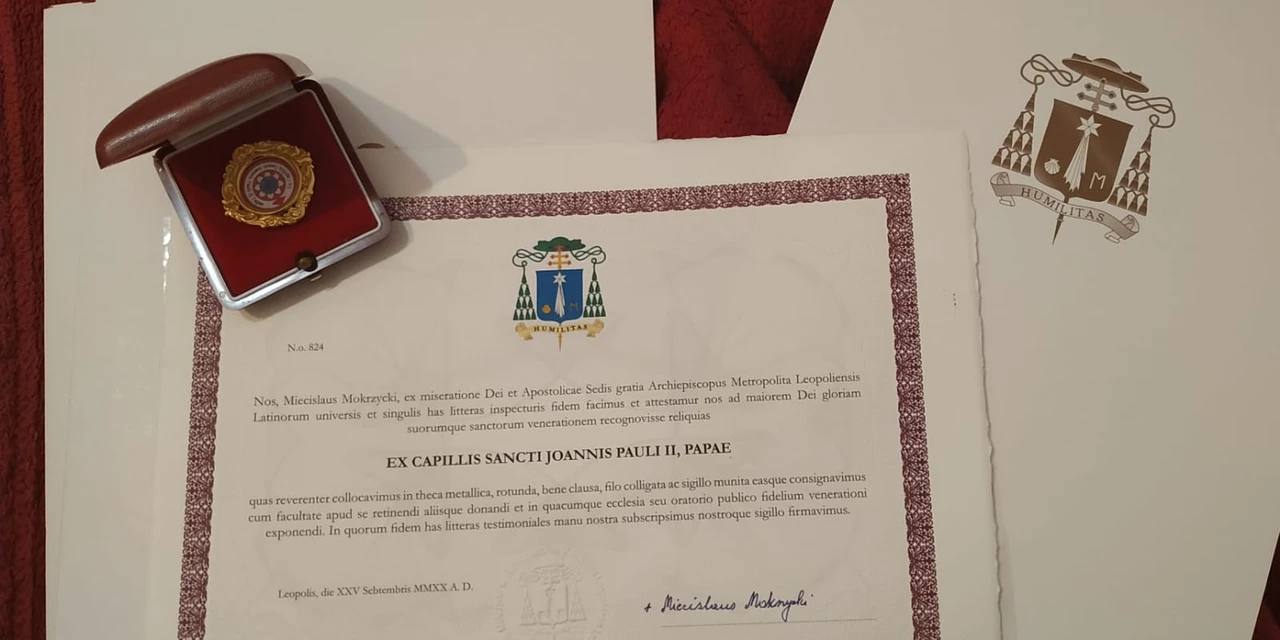 HUMILITAS
M
M
HUMILITAS
N.o. 824
Nos, Miecislaus Mokrzycki, ex miseratione Dei et Apostolicae Sedis gratia Archiepiscopus Metropolita Leopoliensis
Latinorum universis et singulis has litteras inspecturis fidem facimus et attestamur nos ad maiorem Dei gloriam
suorumque sanctorum venerationem recognovisse reliquias
EX CAPILLIS SANCTI JOANNIS PAULI II, PAPAE
quas reverenter collocavimus in theca metallica, rotunda, bene clausa, filo colligata ac sigillo munita easque consignavimus
cum facultate apud se retinendi aliisque donandi et in quacumque ecclesia seu oratorio publico fidelium venerationi
exponendi. In quorum fidem has litteras testimoniales manu nostra subscripsimus nostroque sigillo firmavimus.
Leopolis, die XXV Sebtembris MMXX A. D.
+ Miecislaus Mokrzycki